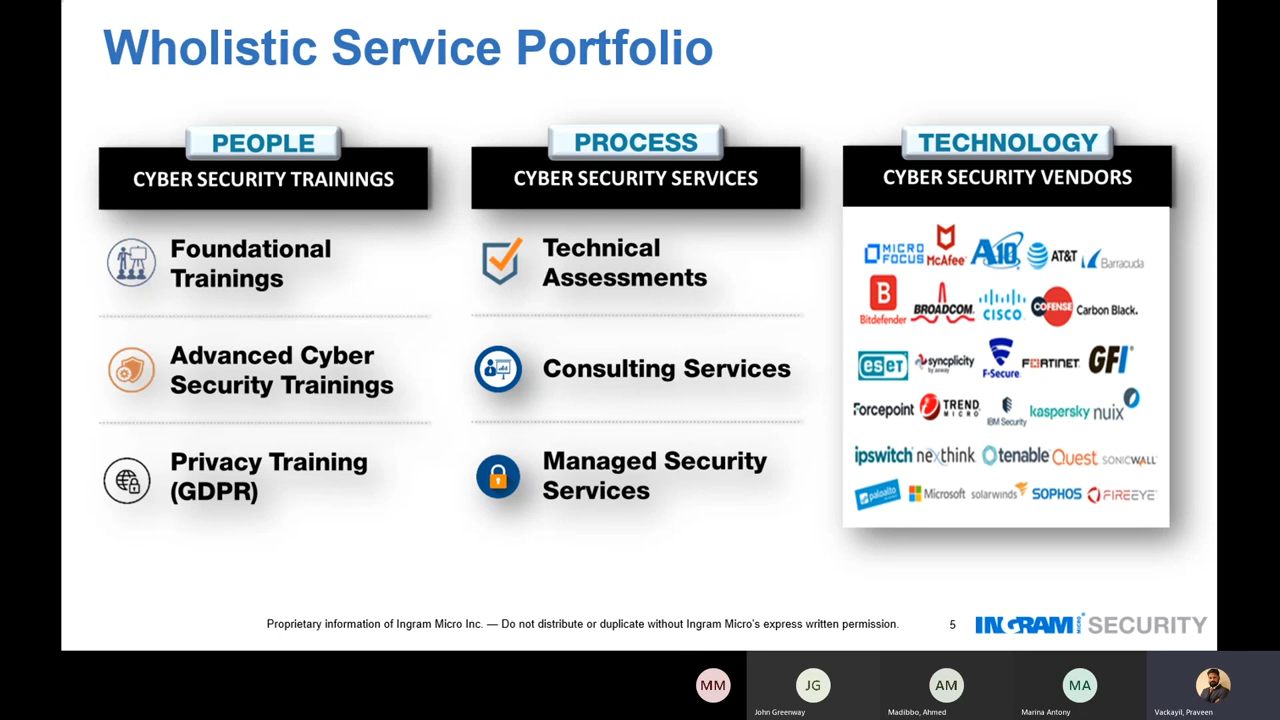 Wholistic Service Portfolio
PEOPLE
CYBER SECURITY TRAININGS
Foundational
Trainings
Advanced Cyber
Security Trainings
Privacy Training
(GDPR)
PROCESS
CYBER SECURITY SERVICES
Technical
Assessments
Consulting Services
Managed Security
Services
TECHNOLOGY
CYBER SECURITY VENDORS
MICRO FOCUS McAfee A10 AT&T Barracuda
B Bitdefender BROADCOM. CISCO COFENSE Carbon Black.
eset syncplicity by axway F-Secure. FORTINET. GFI
Forcepoint TREND MICRO IBM Security kaspersky nuix
ipswitch nexthink tenable Quest SONICWALL
paloalto Microsoft solarwinds SOPHOS FIREEYE
Proprietary information of Ingram Micro Inc. — Do not distribute or duplicate without Ingram Micro's express written permission.
5
INGRAM MICRO SECURITY
MM
JG
John Greenway
AM
Madibbo, Ahmed
MA
Marina Antony
Vackayil, Praveen